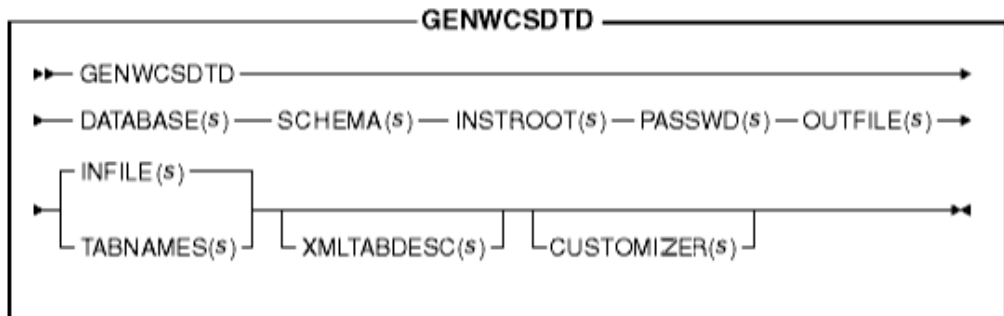 GENWCSDTD
GENWCSDTD
DATABASE(s) SCHEMA(s) INSTROOT(s) PASSWD(s) OUTFILE(s)
INFILE(s)
TABNAMES(s) XMLTABDESC(s) CUSTOMIZER(s)